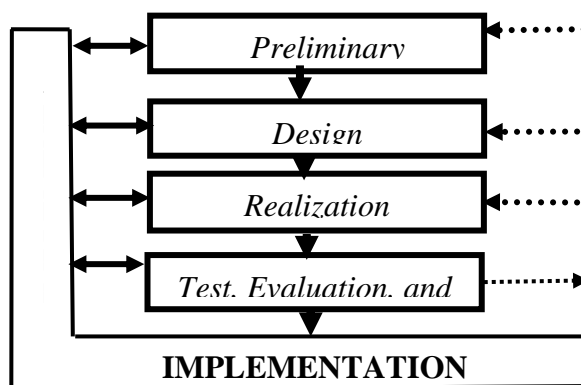 Preliminary
Design
Realization
Test, Evaluation, and
IMPLEMENTATION